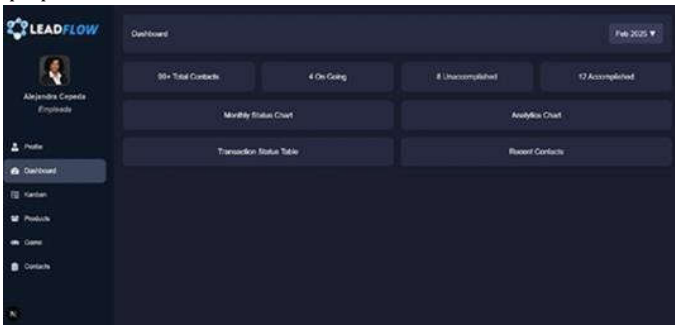 LEADFLOW
Dashboard
Feb 2025 ▼
99+ Total Contacts
4 On Going
8 Unaccomplished
12 Accomplished
Alejandra Cepeda
Empleada
Monthly Status Chart
Analytics Chart
Transaction Status Table
Recent Contacts
Profile
Dashboard
Kanban
Products
Game
Contacts
N